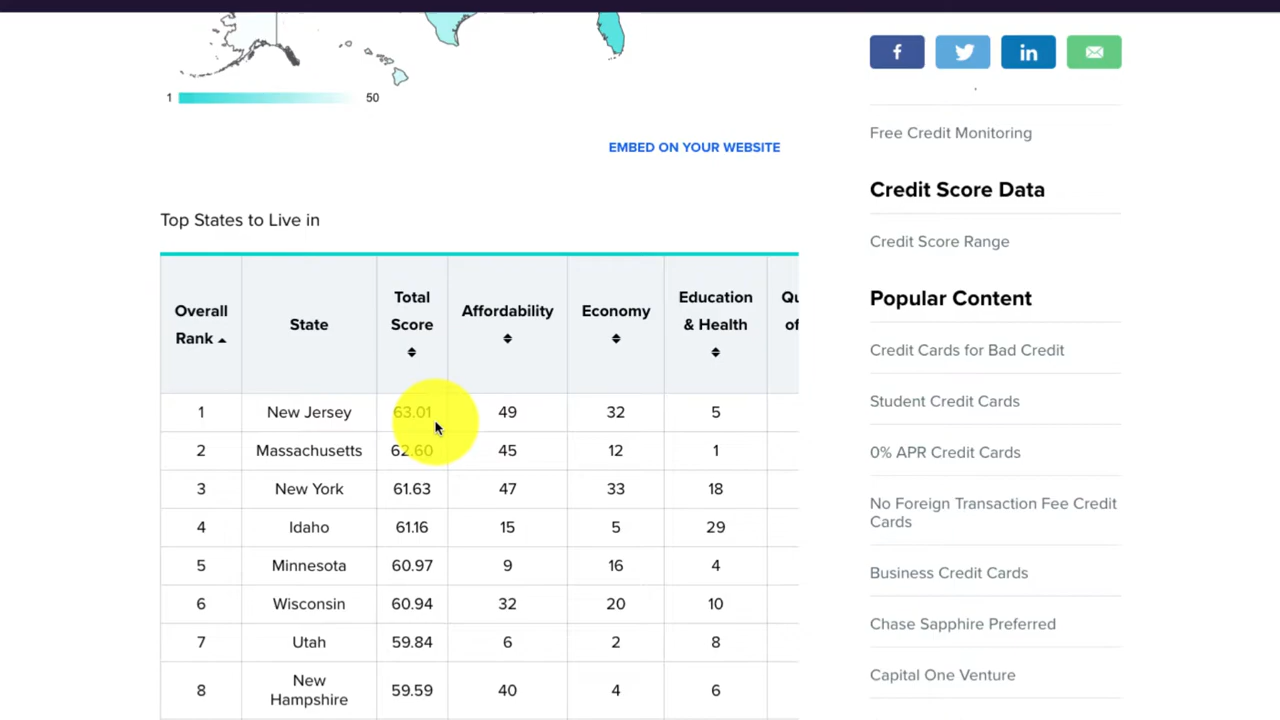 1 50
EMBED ON YOUR WEBSITE
Top States to Live in
Overall Rank State Total Score Affordability Economy Education & Health Qu of
1 New Jersey 63.01 49 32 5
2 Massachusetts 62.60 45 12 1
3 New York 61.63 47 33 18
4 Idaho 61.16 15 5 29
5 Minnesota 60.97 9 16 4
6 Wisconsin 60.94 32 20 10
7 Utah 59.84 6 2 8
8 New Hampshire 59.59 40 4 6
f in
Free Credit Monitoring
Credit Score Data
Credit Score Range
Popular Content
Credit Cards for Bad Credit
Student Credit Cards
0% APR Credit Cards
No Foreign Transaction Fee Credit
Cards
Business Credit Cards
Chase Sapphire Preferred
Capital One Venture